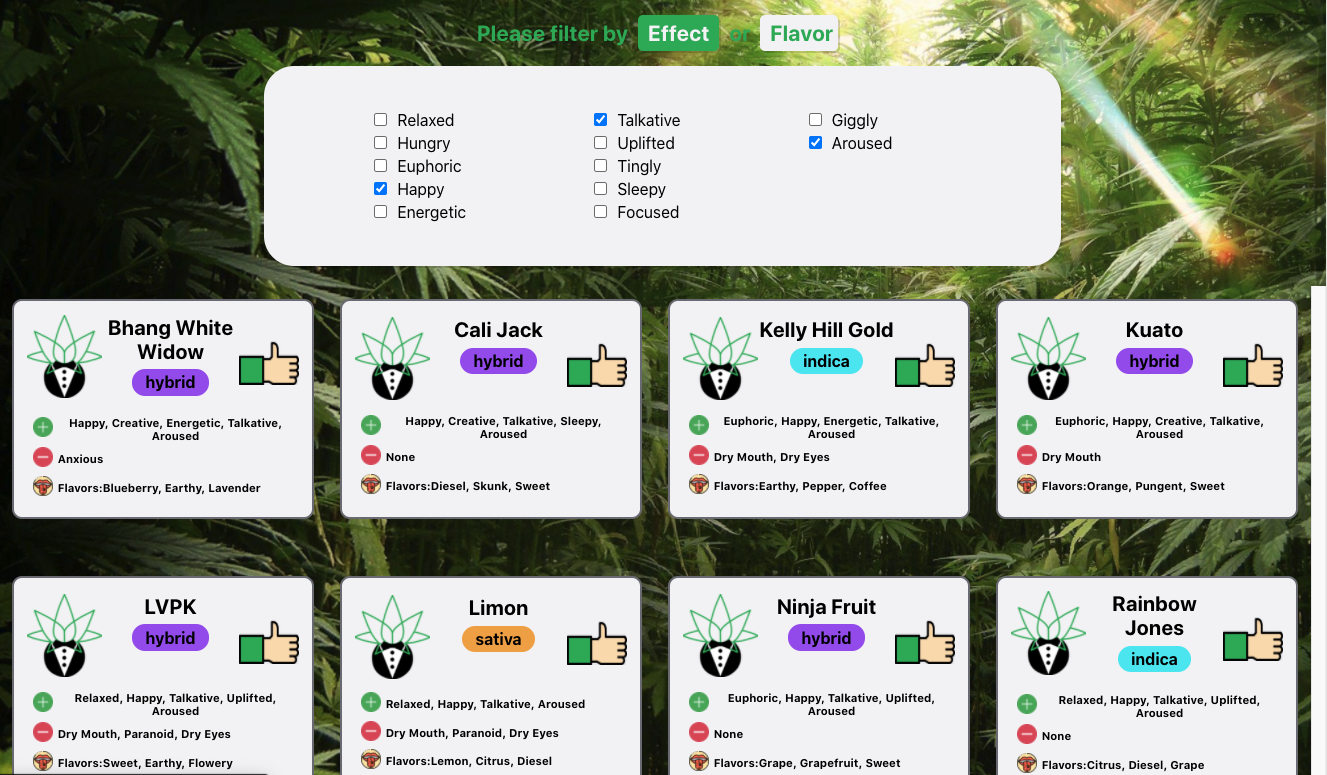 Please filter by Effect or Flavor
Relaxed
Hungry
Euphoric
Happy
Energetic
Talkative
Uplifted
Tingly
Sleepy
Focused
Giggly
Aroused
Bhang White
Widow
hybrid
Happy, Creative, Energetic, Talkative,
Aroused
Anxious
Flavors:Blueberry, Earthy, Lavender
Cali Jack
hybrid
Happy, Creative, Talkative, Sleepy,
Aroused
None
Flavors:Diesel, Skunk, Sweet
Kelly Hill Gold
indica
Euphoric, Happy, Energetic, Talkative,
Aroused
Dry Mouth, Dry Eyes
Flavors:Earthy, Pepper, Coffee
Kuato
hybrid
Euphoric, Happy, Creative, Talkative,
Aroused
Dry Mouth
Flavors:Orange, Pungent, Sweet
LVPK
hybrid
Relaxed, Happy, Talkative, Uplifted,
Aroused
Dry Mouth, Paranoid, Dry Eyes
Flavors:Sweet, Earthy, Flowery
Limon
sativa
Relaxed, Happy, Talkative, Aroused
Dry Mouth, Paranoid, Dry Eyes
Flavors:Lemon, Citrus, Diesel
Ninja Fruit
hybrid
Euphoric, Happy, Talkative, Uplifted,
Aroused
None
Flavors:Grape, Grapefruit, Sweet
Rainbow
Jones
indica
Relaxed, Happy, Talkative, Uplifted,
Aroused
None
Flavors:Citrus, Diesel, Grape